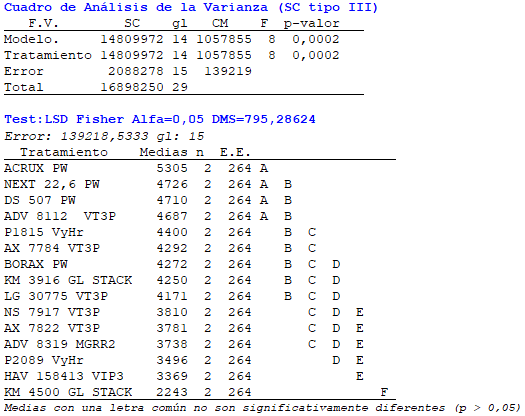 Cuadro de Análisis de la Varianza (SC tipo III)
F.V. SC gl CM F p-valor
Modelo. 14809972 14 1057855 8 0,0002
Tratamiento 14809972 14 1057855 8 0,0002
Error 2088278 15 139219
Total 16898250 29
Test:LSD Fisher Alfa=0,05 DMS=795,28624
Error: 139218,5333 gl: 15
Tratamiento Medias n E.E.
ACRUX PW 5305 2 264 A
NEXT 22,6 PW 4726 2 264 A B
DS 507 PW 4710 2 264 A B
ADV 8112 VT3P 4687 2 264 A B
P1815 VyHr 4400 2 264 B C
AX 7784 VT3P 4292 2 264 B C
BORAX PW 4272 2 264 B C D
KM 3916 GL STACK 4250 2 264 B C D
LG 30775 VT3P 4171 2 264 B C D
NS 7917 VT3P 3810 2 264 C D E
AX 7822 VT3P 3781 2 264 C D E
ADV 8319 MGRR2 3738 2 264 C D E
P2089 VyHr 3496 2 264 D E
HAV 158413 VIP3 3369 2 264 E
KM 4500 GL STACK 2243 2 264 F
Medias con una letra común no son significativamente diferentes (p > 0,05)